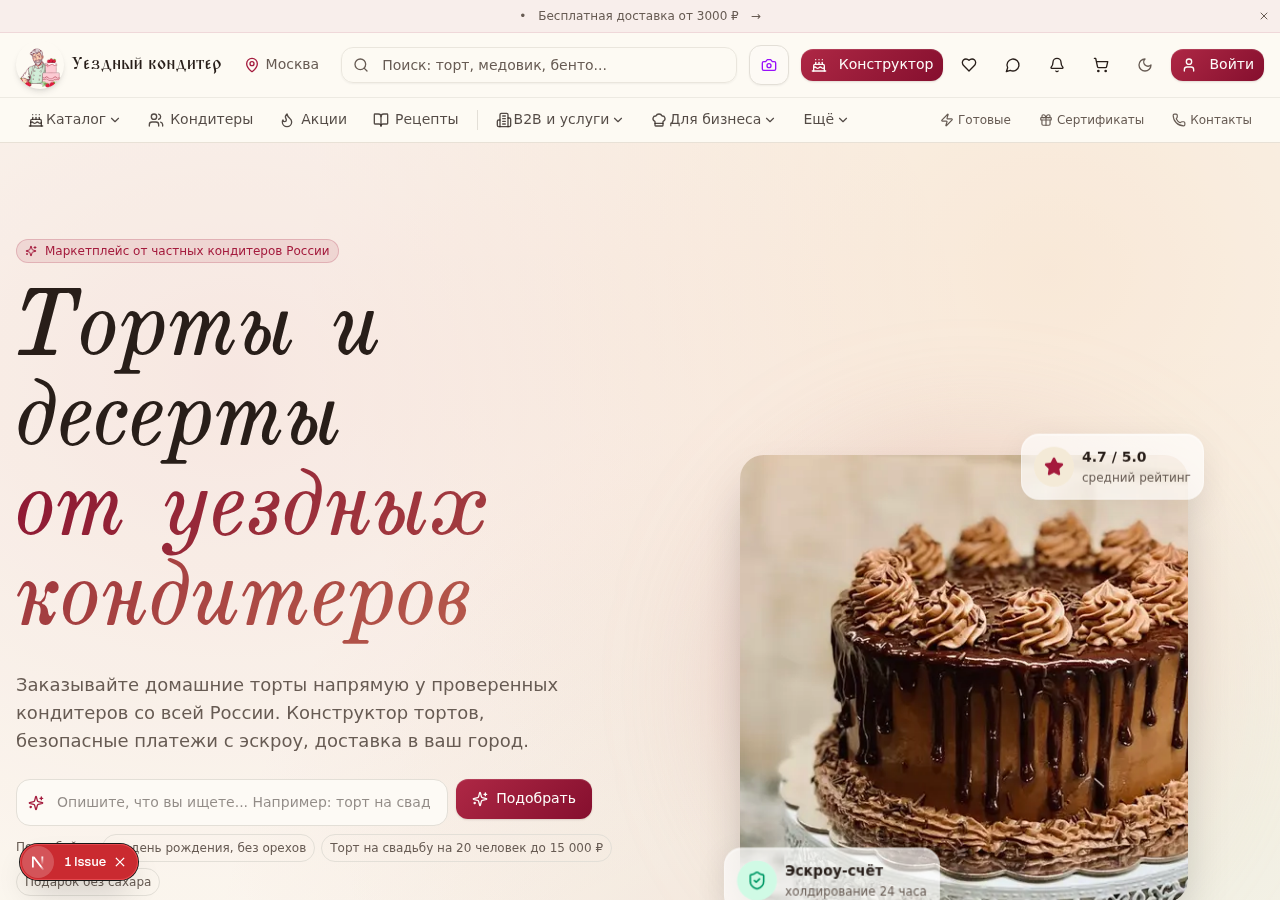 • Бесплатная доставка от 3000 ₽ →
Уездный кондитер
Москва
Поиск: торт, медовик, бенто...
Конструктор
Войти
Каталог
Кондитеры
Акции
Рецепты
B2B и услуги
Для бизнеса
Ещё
Готовые
Сертификаты
Контакты
Маркетплейс от частных кондитеров России
Торты и
десерты
от уездных
кондитеров
4.7 / 5.0
средний рейтинг
Заказывайте домашние торты напрямую у проверенных
кондитеров со всей России. Конструктор тортов,
безопасные платежи с эскроу, доставка в ваш город.
Опишите, что вы ищете... Например: торт на свад
Подобрать
день рождения, без орехов
Торт на свадьбу на 20 человек до 15 000 ₽
1 Issue
Подарок без сахара
Эскроу-счёт
холдирование 24 часа